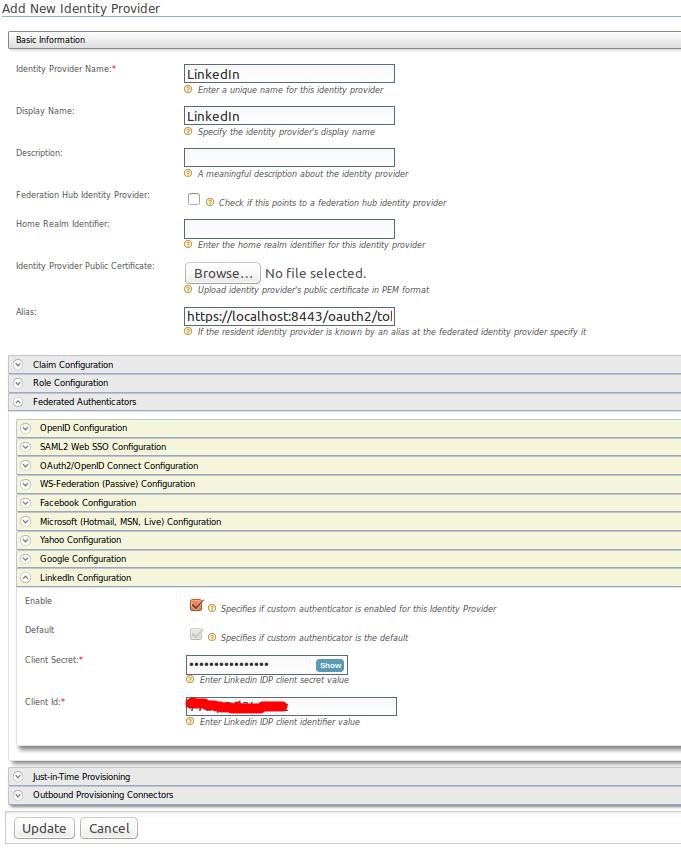 Add New Identity Provider
Basic Information
Identity Provider Name:*
LinkedIn
Enter a unique name for this identity provider
Display Name:
LinkedIn
Specify the identity provider's display name
Description:
A meaningful description about the identity provider
Federation Hub Identity Provider:
Check if this points to a federation hub identity provider
Home Realm Identifier:
Enter the home realm identifier for this identity provider
Identity Provider Public Certificate:
Browse... No file selected.
Upload identity provider's public certificate in PEM format
Alias:
https://localhost:8443/oauth2/tol
If the resident identity provider is known by an alias at the federated identity provider specify it
Claim Configuration
Role Configuration
Federated Authenticators
OpenID Configuration
SAML2 Web SSO Configuration
OAuth2/OpenID Connect Configuration
WS-Federation (Passive) Configuration
Facebook Configuration
Microsoft (Hotmail, MSN, Live) Configuration
Yahoo Configuration
Google Configuration
LinkedIn Configuration
Enable
Specifies if custom authenticator is enabled for this Identity Provider
Default
Specifies if custom authenticator is the default
Client Secret:*
•••••••••••••••• Show
Enter Linkedin IDP client secret value
Client Id:*
Enter Linkedin IDP client identifier value
Just-in-Time Provisioning
Outbound Provisioning Connectors
Update Cancel